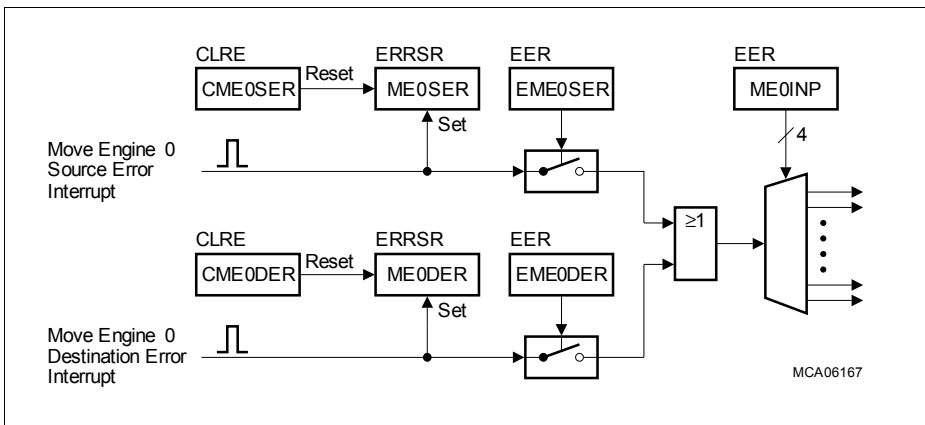 CLRE
ERRSR
EER
EER
CME0SER
Reset
ME0SER
EME0SER
ME0INP
Set
4
Move Engine 0
Source Error
Interrupt
≥1
CLRE
ERRSR
EER
CME0DER
Reset
ME0DER
EME0DER
Set
Move Engine 0
Destination Error
Interrupt
MCA06167